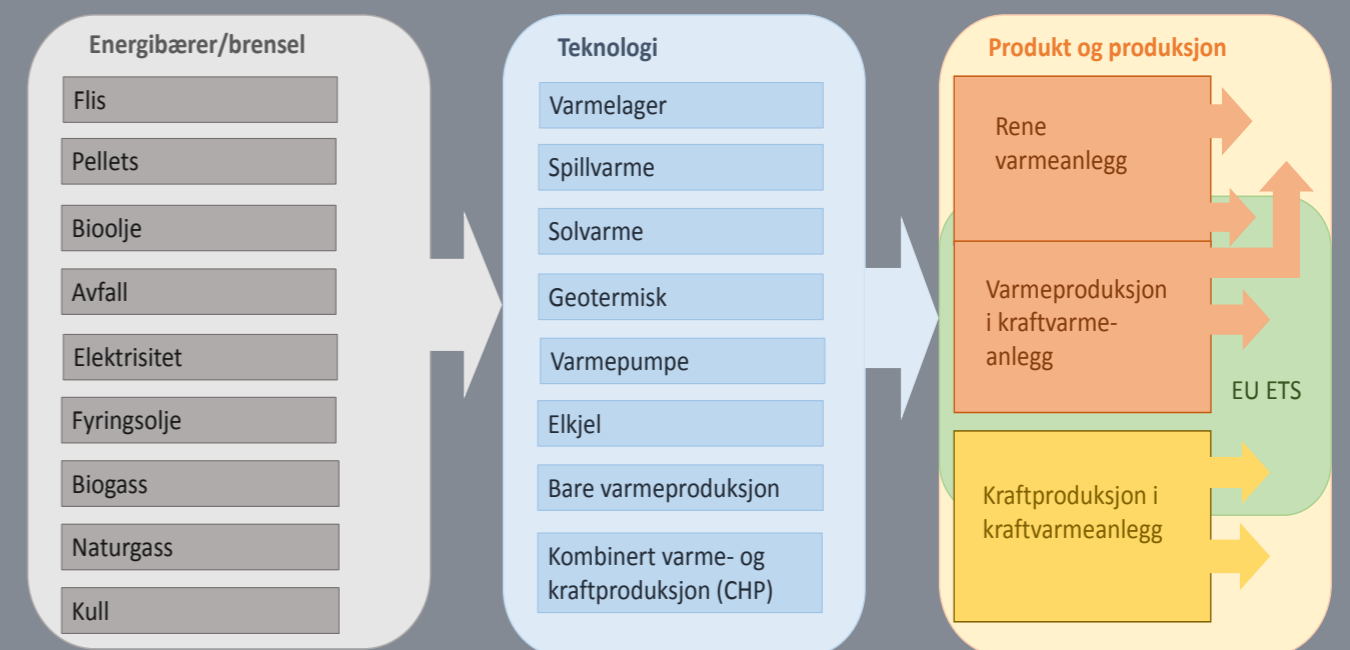 Energibærer/brensel
Flis
Pellets
Bioolje
Avfall
Elektrisitet
Fyringsolje
Biogass
Naturgass
Kull
Teknologi
Varmelager
Spillvarme
Solvarme
Geotermisk
Varmepumpe
Elkjel
Bare varmeproduksjon
Kombinert varme- og
kraftproduksjon (CHP)
Produkt og produksjon
Rene
varmeanlegg
Varmeproduksjon
i kraftvarme-
anlegg
EU ETS
Kraftproduksjon i
kraftvarmeanlegg